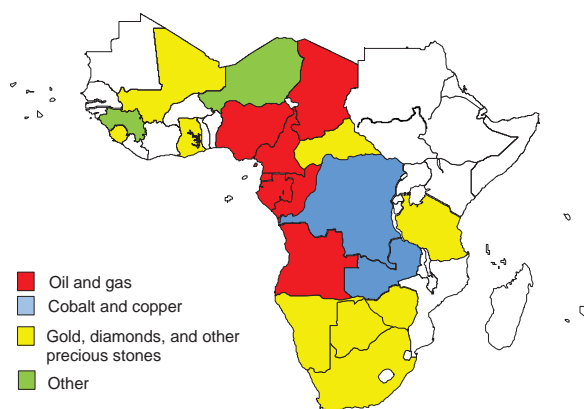 Oil and gas
Cobalt and copper
Gold, diamonds, and other
precious stones
Other